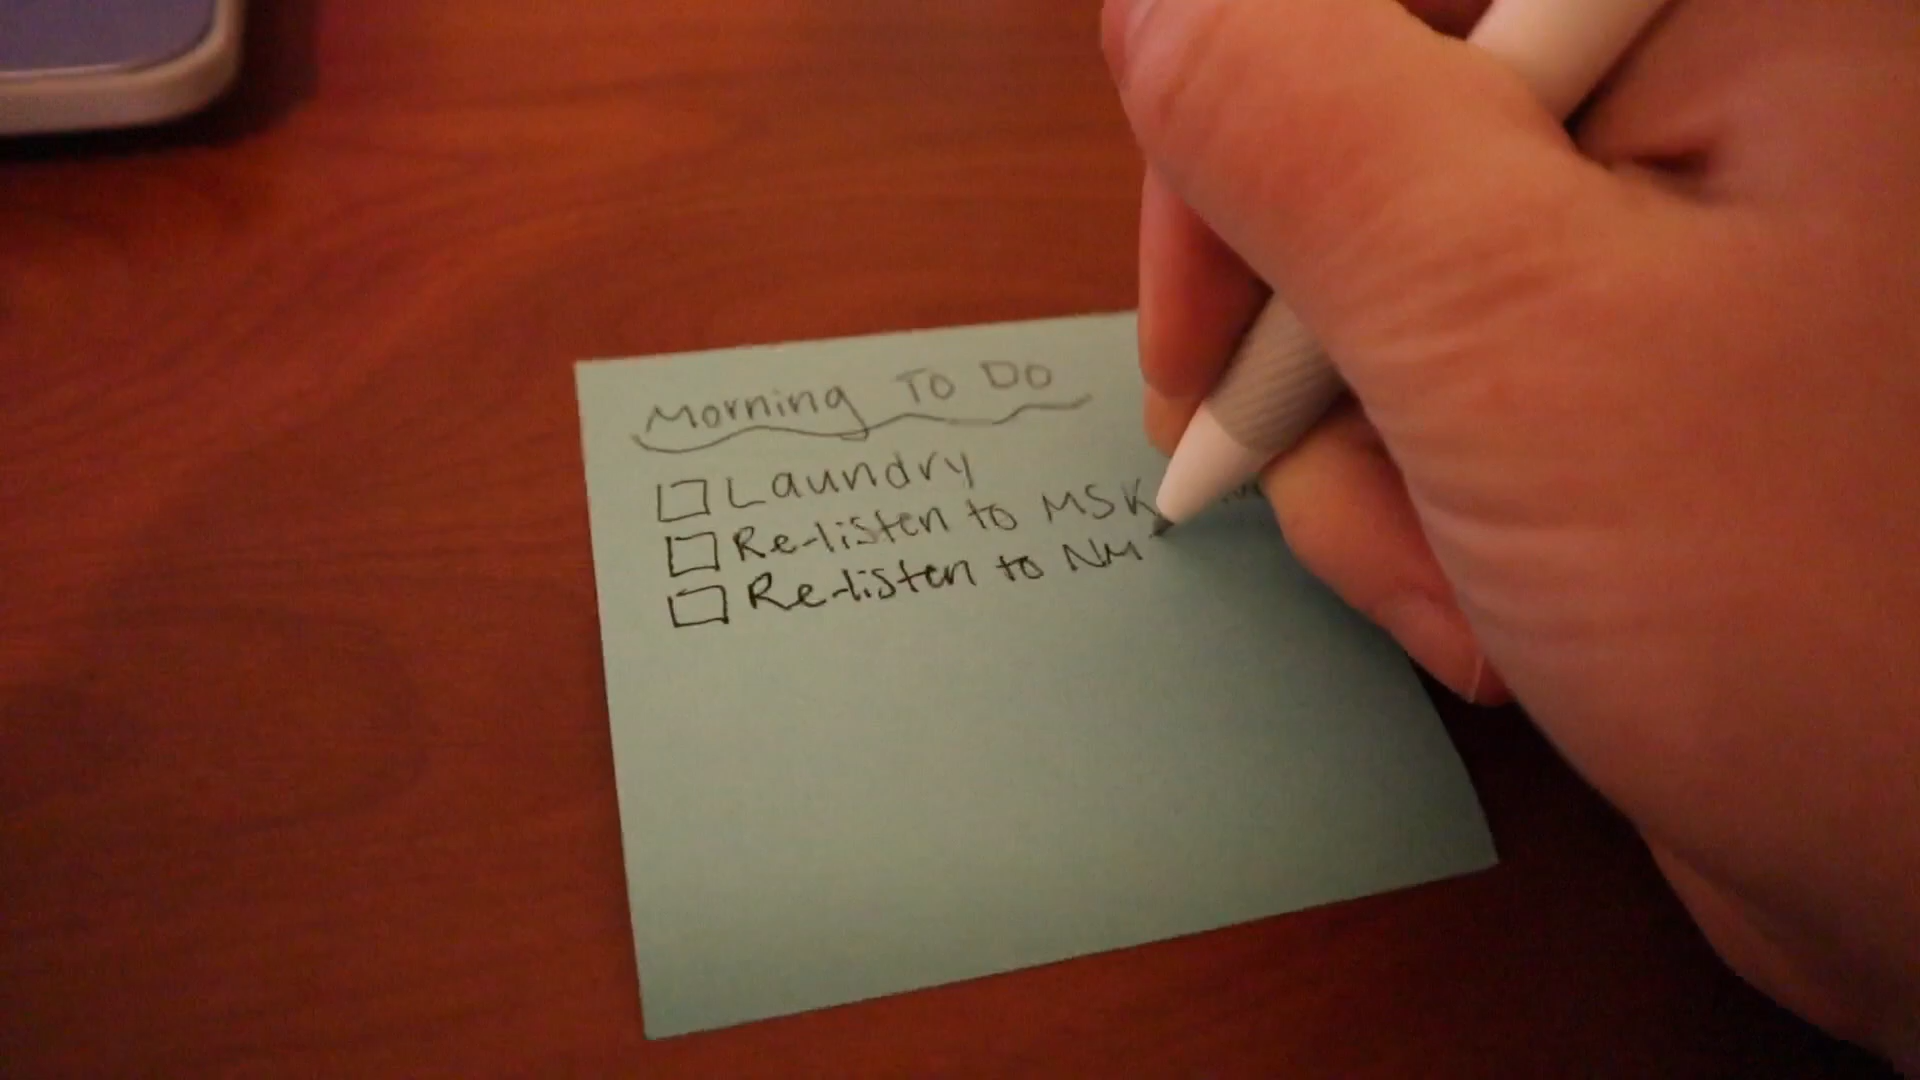 Morning To Do
Laundry
Re-listen to MSK
Re-listen to NM